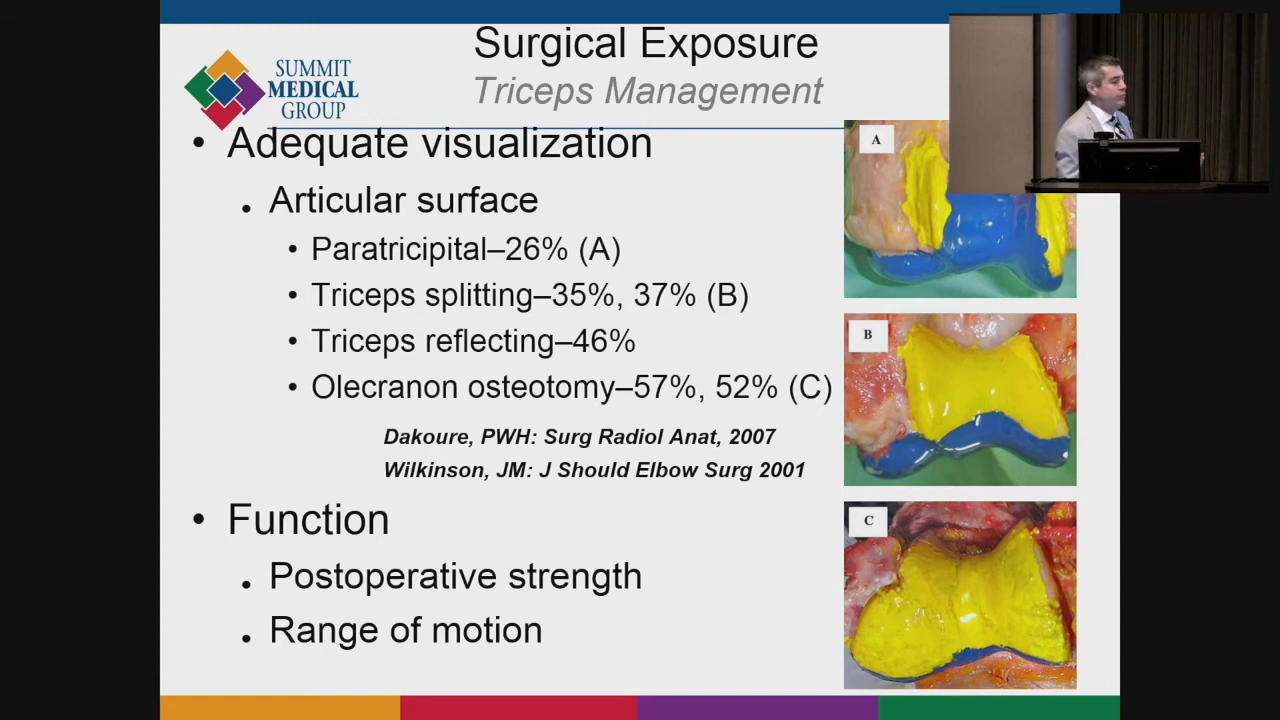 Surgical Exposure
Triceps Management
SUMMIT
MEDICAL
GROUP
• Adequate visualization
• Articular surface
• Paratricipital–26% (A)
• Triceps splitting–35%, 37% (B)
• Triceps reflecting–46%
• Olecranon osteotomy–57%, 52% (C)
Dakoure, PWH: Surg Radiol Anat, 2007
Wilkinson, JM: J Should Elbow Surg 2001
• Function
• Postoperative strength
• Range of motion
A
B
C